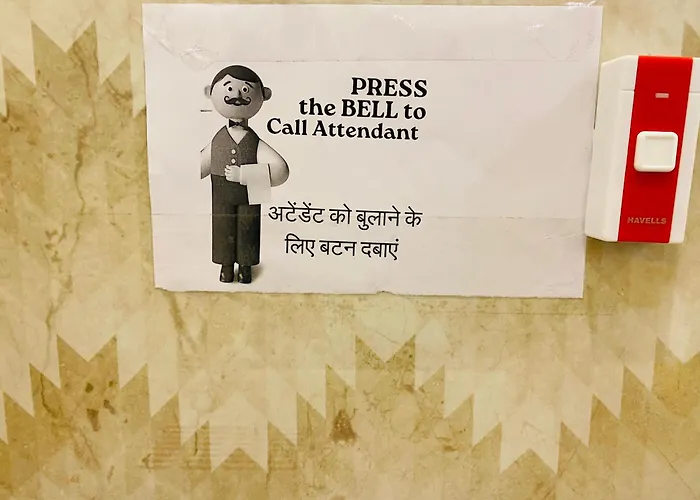 PRESS
the BELL to
Call Attendant
अटेंडेंट को बुलाने के
लिए बटन दबाएं
HAVELLS